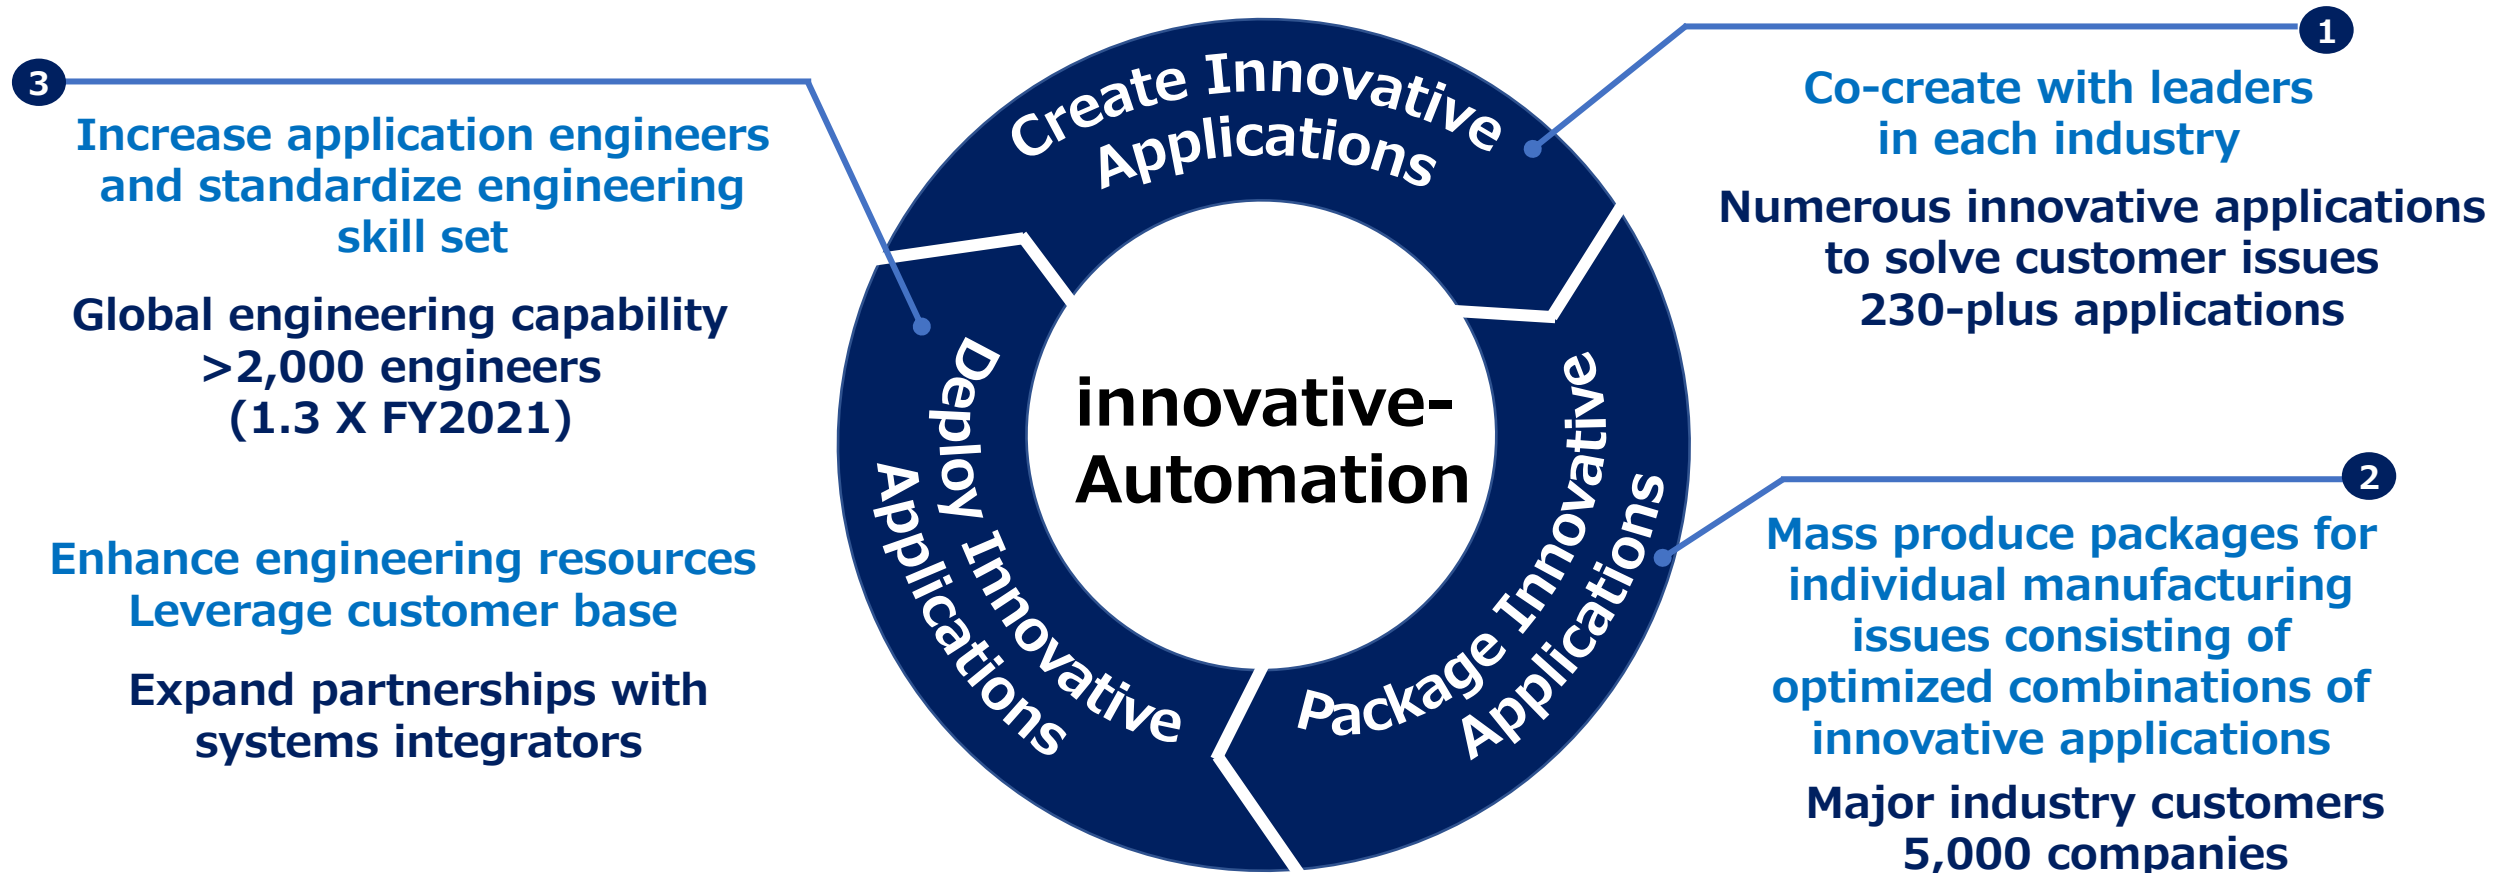 1
Co-create with leaders
in each industry
Numerous innovative applications
to solve customer issues
230-plus applications
2
Mass produce packages for
individual manufacturing
issues consisting of
optimized combinations of
innovative applications
Major industry customers
5,000 companies
3
Increase application engineers
and standardize engineering
skill set
Global engineering capability
>2,000 engineers
(1.3 X FY2021)
Enhance engineering resources
Leverage customer base
Expand partnerships with
systems integrators
Create Innovative
Applications
Package Innovative
Applications
Deploy Innovative
Applications
innovative-
Automation